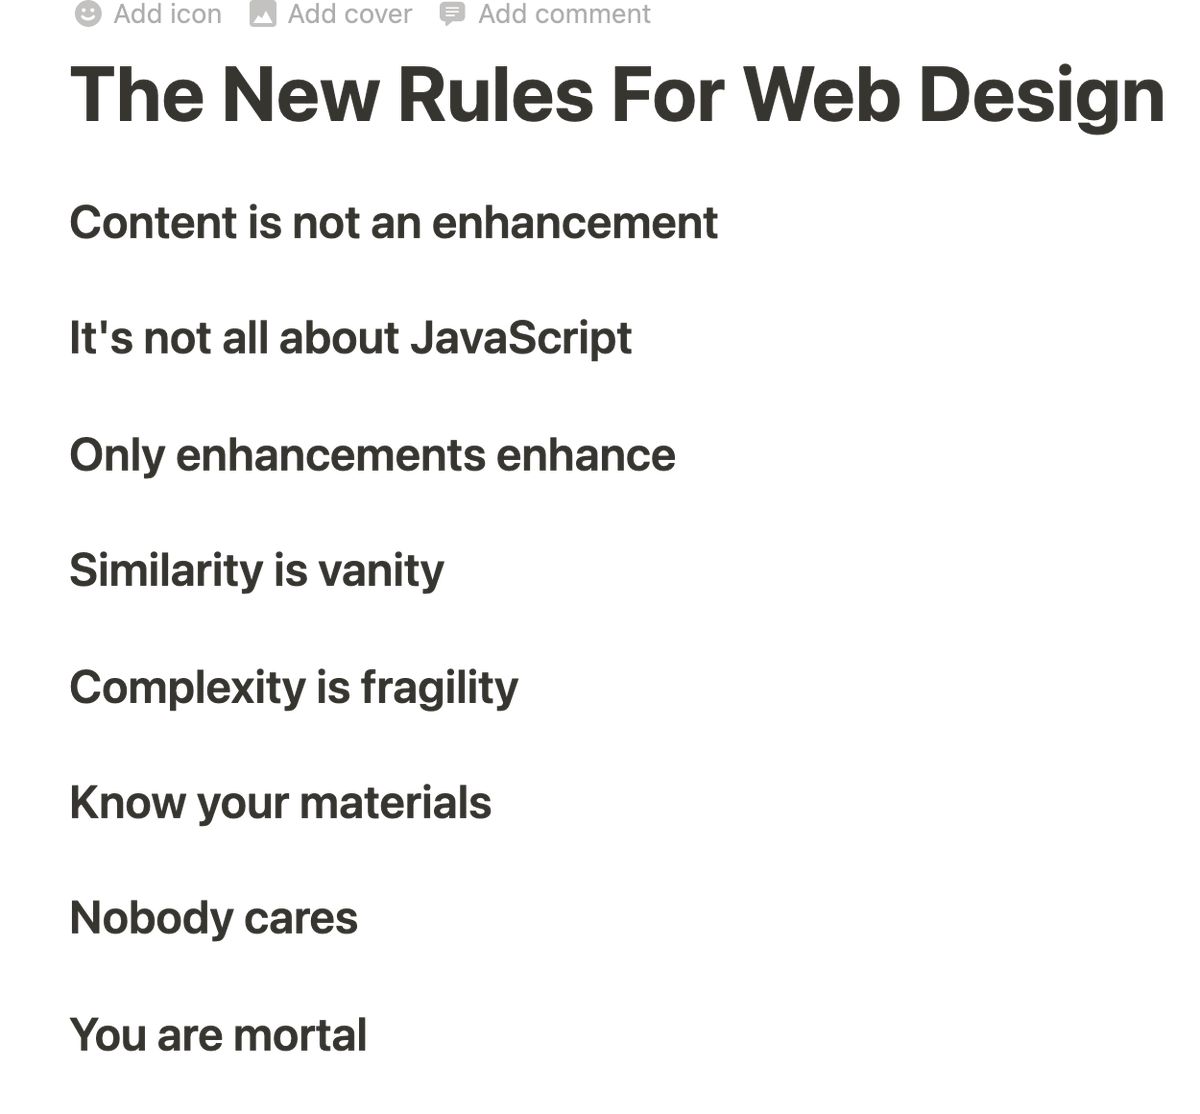 Add icon Add cover Add comment
The New Rules For Web Design
Content is not an enhancement
It's not all about JavaScript
Only enhancements enhance
Similarity is vanity
Complexity is fragility
Know your materials
Nobody cares
You are mortal